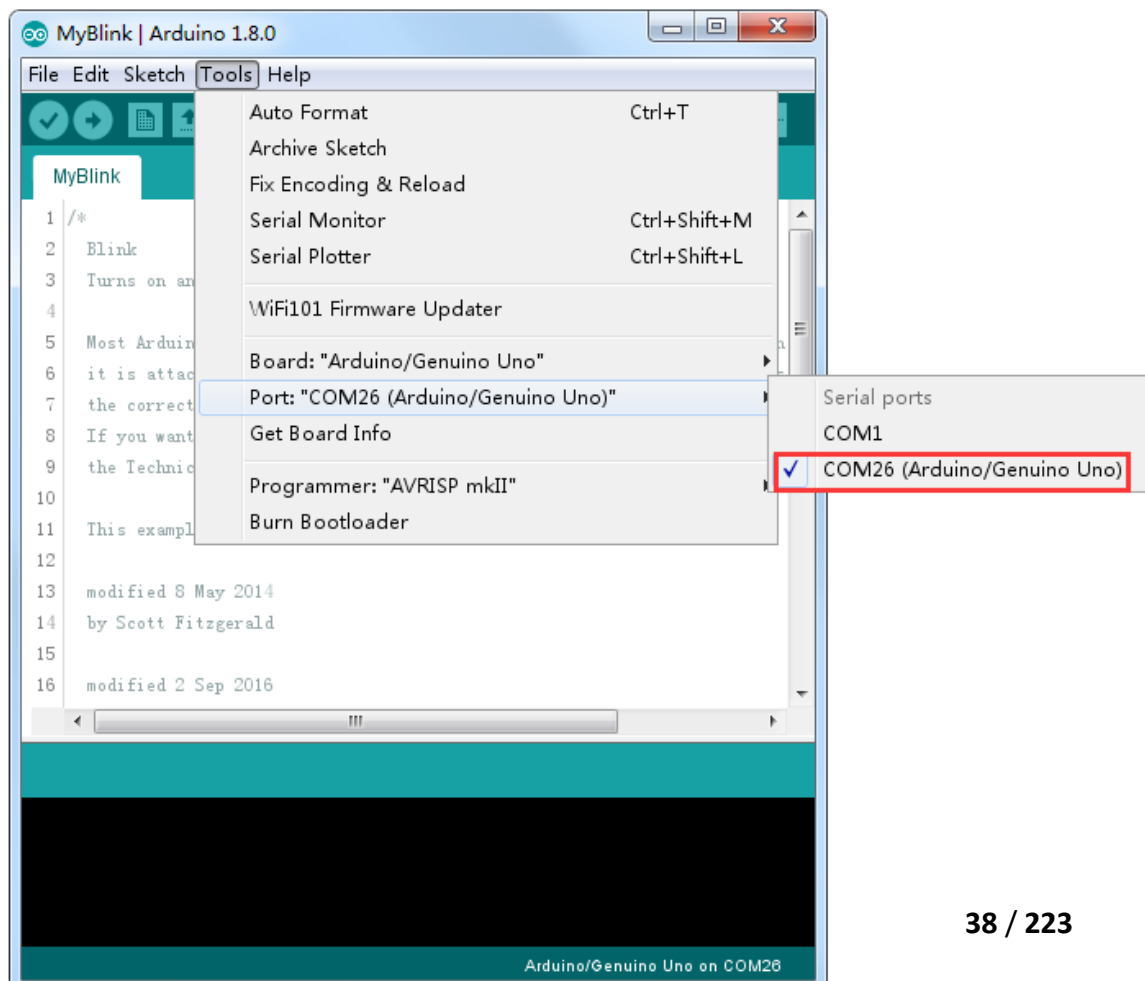 MyBlink | Arduino 1.8.0
File Edit Sketch Tools Help
Auto Format Ctrl+T
Archive Sketch
MyBlink
Fix Encoding & Reload
1 /*
Serial Monitor Ctrl+Shift+M
2 Blink
Serial Plotter Ctrl+Shift+L
3 Turns on an
4
WiFi101 Firmware Updater
5 Most Arduin
Board: "Arduino/Genuino Uno"
6 it is attac
Port: "COM26 (Arduino/Genuino Uno)"
Serial ports
7 the correct
Get Board Info
COM1
8 If you want
COM26 (Arduino/Genuino Uno)
9 the Technic
Programmer: "AVRISP mkII"
10
Burn Bootloader
11 This exampl
12
13 modified 8 May 2014
14 by Scott Fitzgerald
15
16 modified 2 Sep 2016
38 / 223
Arduino/Genuino Uno on COM26